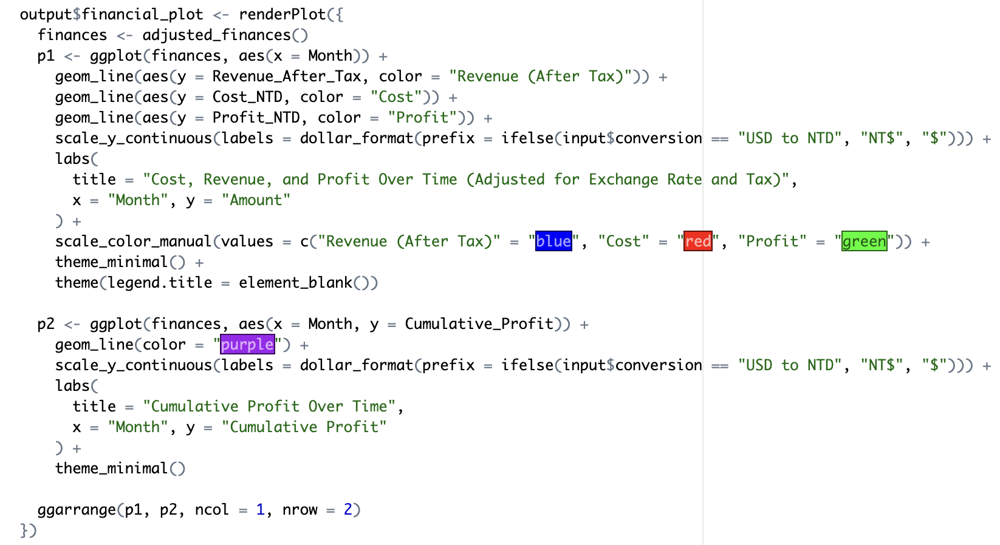 output$financial_plot <- renderPlot({
  finances <- adjusted_finances()
  p1 <- ggplot(finances, aes(x = Month)) +
    geom_line(aes(y = Revenue_After_Tax, color = "Revenue (After Tax)")) +
    geom_line(aes(y = Cost_NTD, color = "Cost")) +
    geom_line(aes(y = Profit_NTD, color = "Profit")) +
    scale_y_continuous(labels = dollar_format(prefix = ifelse(input$conversion == "USD to NTD", "NT$", "$"))) +
    labs(
      title = "Cost, Revenue, and Profit Over Time (Adjusted for Exchange Rate and Tax)",
      x = "Month", y = "Amount"
    ) +
    scale_color_manual(values = c("Revenue (After Tax)" = "blue", "Cost" = "red", "Profit" = "green")) +
    theme_minimal() +
    theme(legend.title = element_blank())

  p2 <- ggplot(finances, aes(x = Month, y = Cumulative_Profit)) +
    geom_line(color = "purple") +
    scale_y_continuous(labels = dollar_format(prefix = ifelse(input$conversion == "USD to NTD", "NT$", "$"))) +
    labs(
      title = "Cumulative Profit Over Time",
      x = "Month", y = "Cumulative Profit"
    ) +
    theme_minimal()

  ggarrange(p1, p2, ncol = 1, nrow = 2)
})